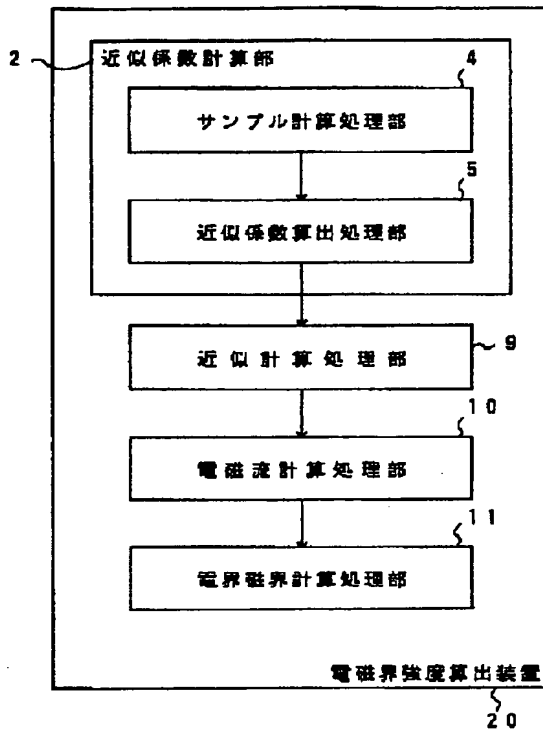 2
近似係数計算部
4
サンプル計算処理部
5
近似係数算出処理部
9
近似計算処理部
10
電磁流計算処理部
11
電界磁界計算処理部
電磁界強度算出装置
20